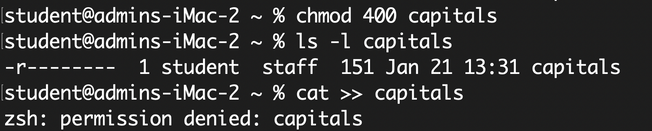 student@admins-iMac-2 ~ % chmod 400 capitals
student@admins-iMac-2 ~ % ls -l capitals
-r--------  1 student  staff  151 Jan 21 13:31 capitals
student@admins-iMac-2 ~ % cat >> capitals
zsh: permission denied: capitals